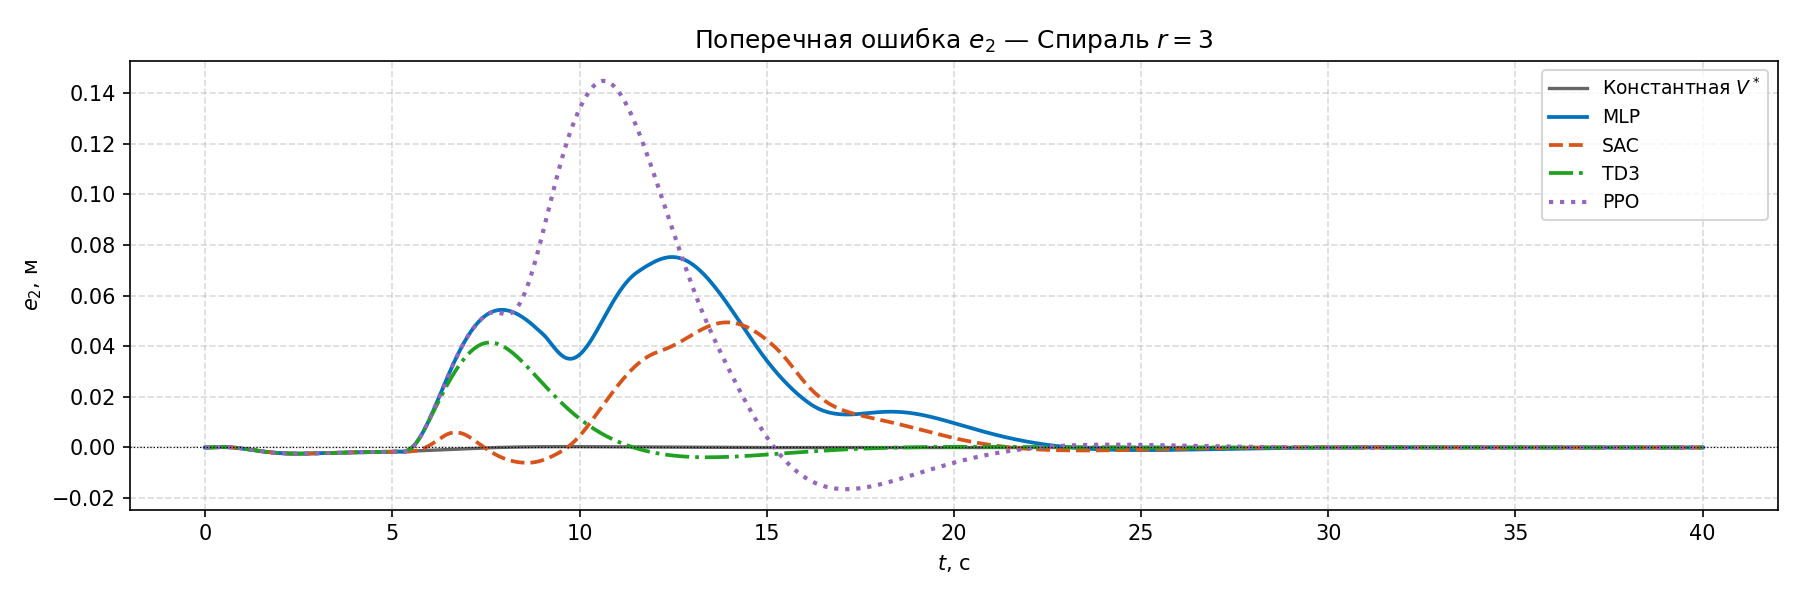 Поперечная ошибка e₂ — Спираль r = 3
e₂, м
0.14
0.12
0.10
0.08
0.06
0.04
0.02
0.00
−0.02
Константная V*
MLP
SAC
TD3
PPO
0 5 10 15 20 25 30 35 40
t, с